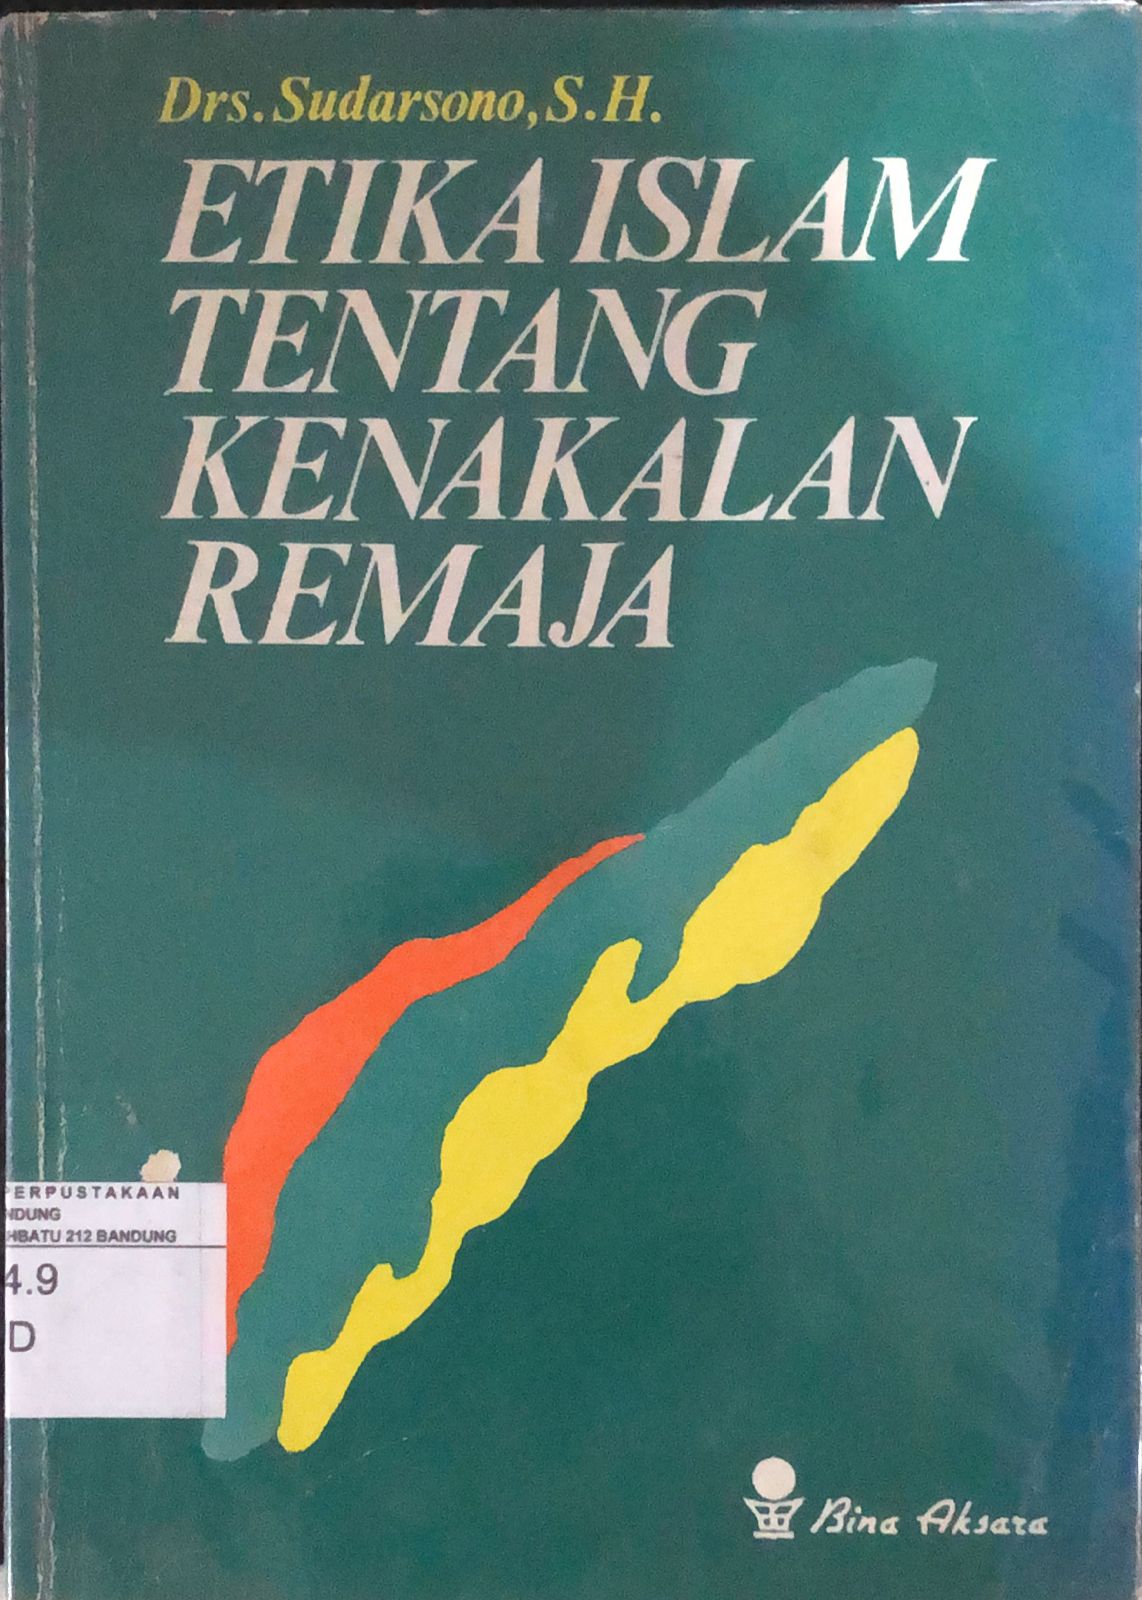 Drs. Sudarsono, S.H.
ETIKA ISLAM
TENTANG
KENAKALAN
REMAJA
PERPUSTAKAAN
NDUNG
HBATU 212 BANDUNG
4.9
D
Bina Aksara